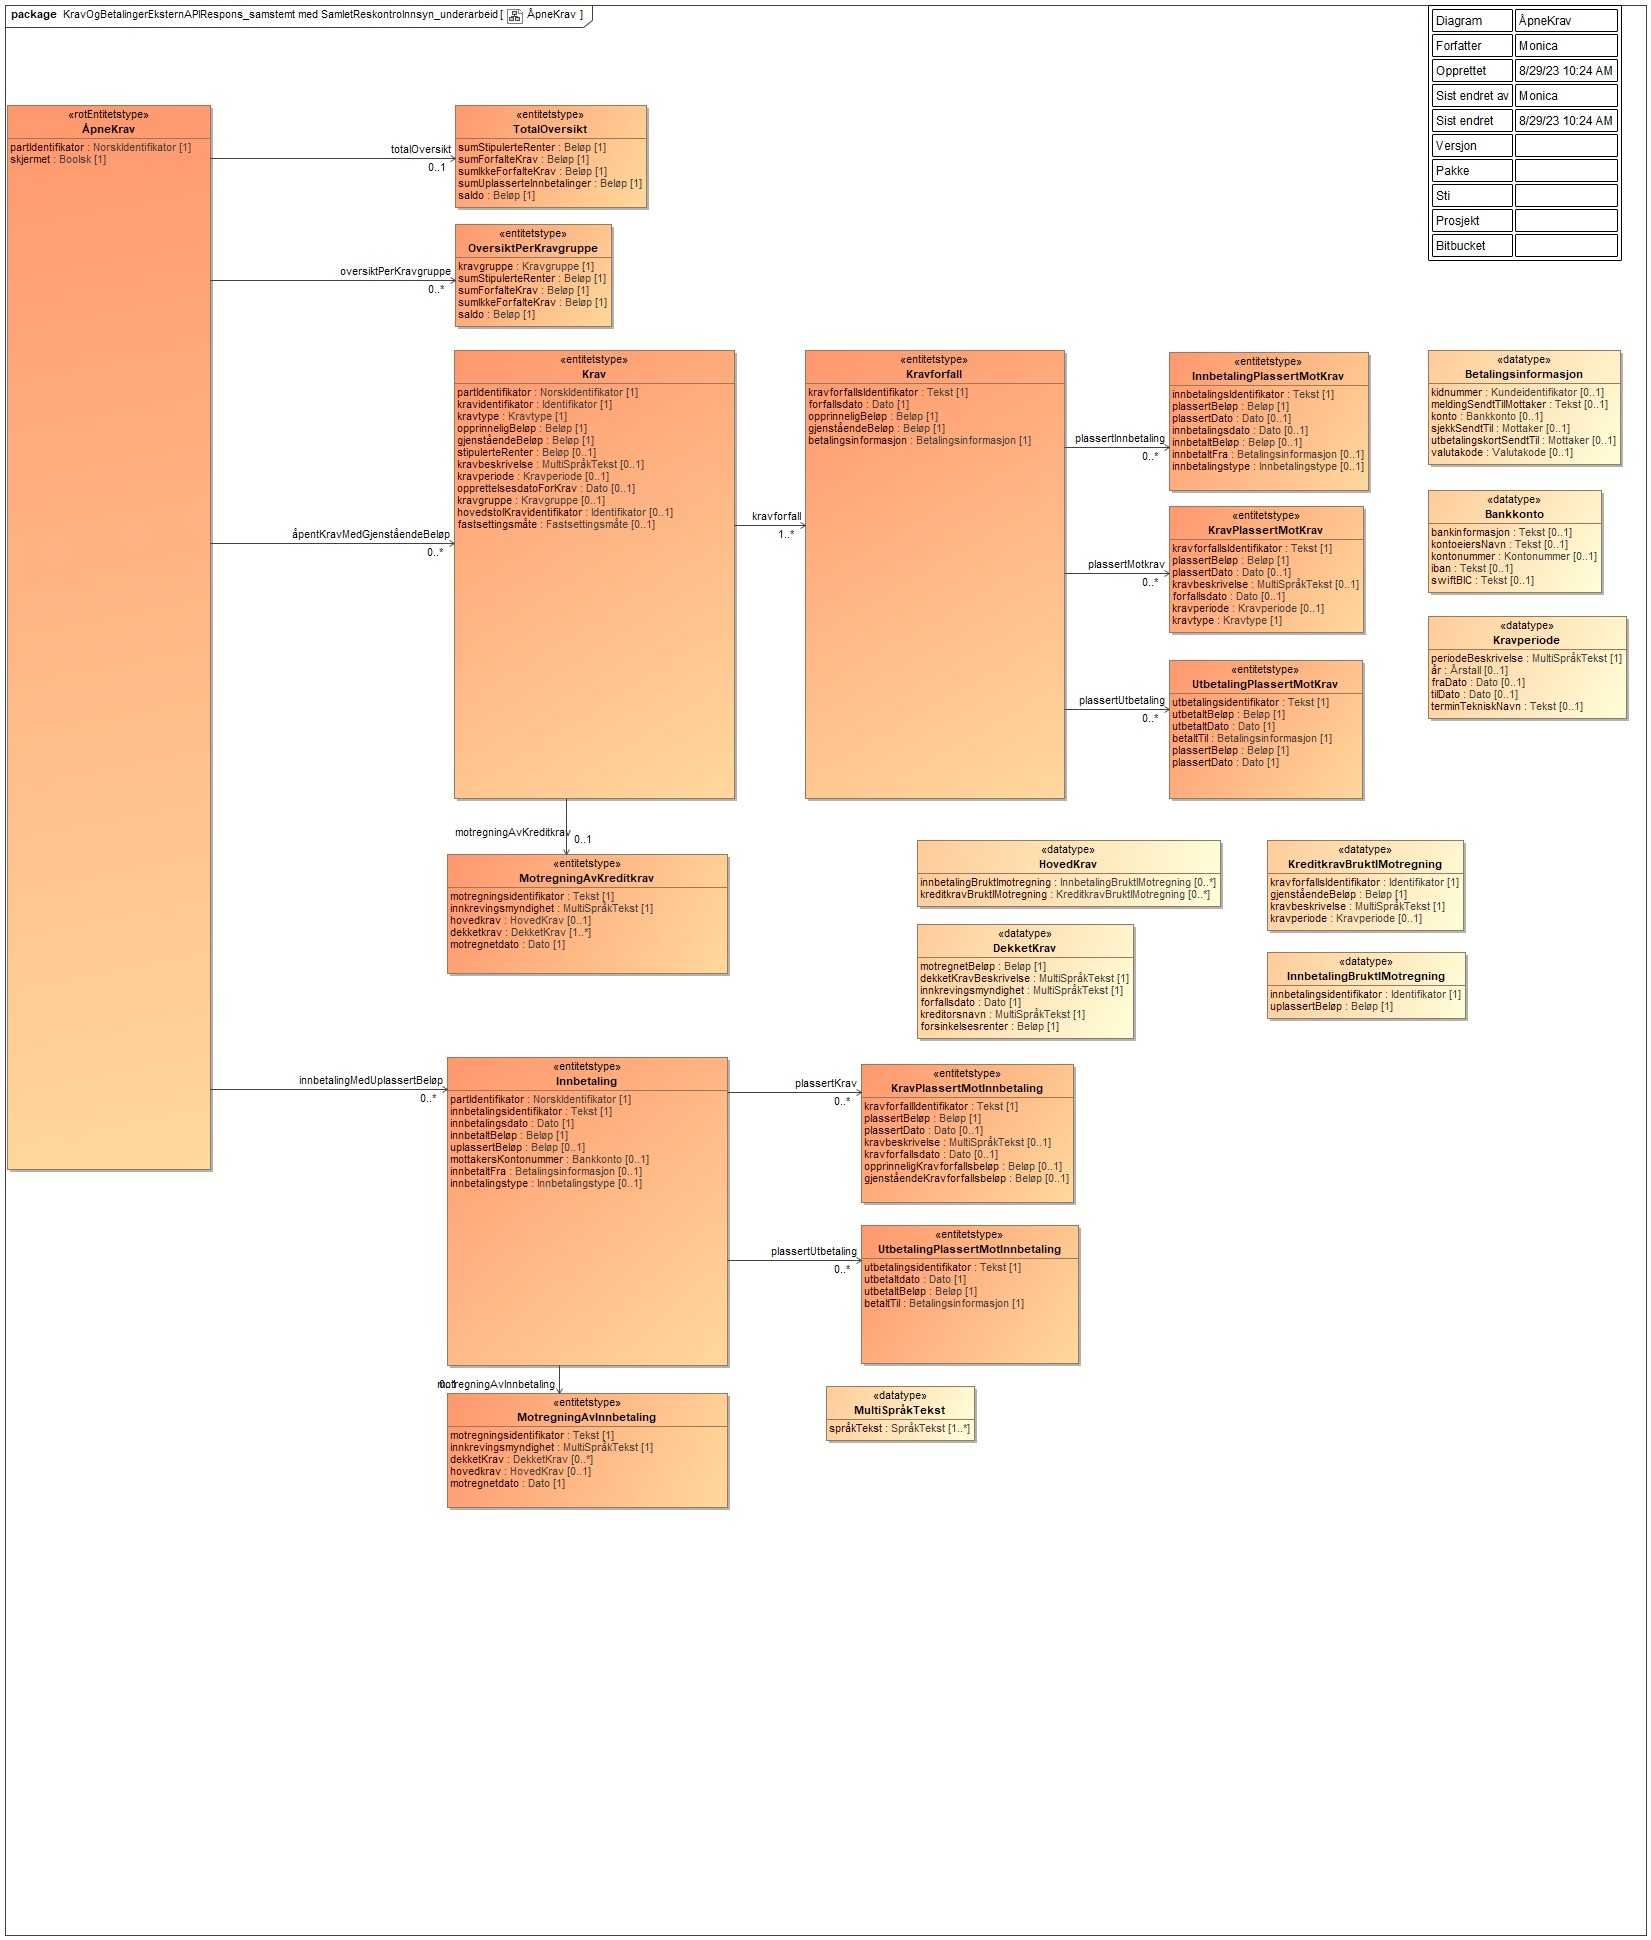 package KravOgBetalingerEksternAPIRespons_samstemt med SamletReskontroInnsyn_underarbeid[ ÅpneKrav ]
Diagram ÅpneKrav
Forfatter Monica
Opprettet 8/29/23 10:24 AM
Sist endret av Monica
Sist endret 8/29/23 10:24 AM
Versjon
Pakke
Sti
Prosjekt
Bitbucket
«rotEntitetstype»
ÅpneKrav
partIdentifikator : NorskIdentifikator [1]
skjermet : Boolsk [1]
totalOversikt
0..1
«entitetstype»
TotalOversikt
sumStipulerteRenter : Beløp [1]
sumForfalteKrav : Beløp [1]
sumIkkeForfalteKrav : Beløp [1]
sumUplasserteInnbetalinger : Beløp [1]
saldo : Beløp [1]
oversiktPerKravgruppe
0..*
«entitetstype»
OversiktPerKravgruppe
kravgruppe : Kravgruppe [1]
sumStipulerteRenter : Beløp [1]
sumForfalteKrav : Beløp [1]
sumIkkeForfalteKrav : Beløp [1]
saldo : Beløp [1]
åpentKravMedGjenståendeBeløp
0..*
«entitetstype»
Krav
partIdentifikator : NorskIdentifikator [1]
kravidentifikator : Identifikator [1]
kravtype : Kravtype [1]
opprinneligBeløp : Beløp [1]
gjenståendeBeløp : Beløp [1]
stipulerteRenter : Beløp [0..1]
kravbeskrivelse : MultiSpråkTekst [0..1]
kravperiode : Kravperiode [0..1]
opprettelsesdatoForKrav : Dato [0..1]
kravgruppe : Kravgruppe [0..1]
hovedstolKravidentifikator : Identifikator [0..1]
fastsettingsmåte : Fastsettingsmåte [0..1]
kravforfall
1..*
«entitetstype»
Kravforfall
kravforfallsIdentifikator : Tekst [1]
forfallsdato : Dato [1]
opprinneligBeløp : Beløp [1]
gjenståendeBeløp : Beløp [1]
betalingsinformasjon : Betalingsinformasjon [1]
plassertInnbetaling
0..*
«entitetstype»
InnbetalingPlassertMotKrav
innbetalingsIdentifikator : Tekst [1]
plassertBeløp : Beløp [1]
plassertDato : Dato [0..1]
innbetalingsdato : Dato [0..1]
innbetaltBeløp : Beløp [0..1]
innbetaltFra : Betalingsinformasjon [0..1]
innbetalingstype : Innbetalingstype [0..1]
plassertMotkrav
0..*
«entitetstype»
KravPlassertMotKrav
kravforfallsIdentifikator : Tekst [1]
plassertBeløp : Beløp [1]
plassertDato : Dato [0..1]
kravbeskrivelse : MultiSpråkTekst [0..1]
forfallsdato : Dato [0..1]
kravperiode : Kravperiode [0..1]
kravtype : Kravtype [1]
plassertUtbetaling
0..*
«entitetstype»
UtbetalingPlassertMotKrav
utbetalingsidentifikator : Tekst [1]
utbetaltBeløp : Beløp [1]
utbetaltDato : Dato [1]
betaltTil : Betalingsinformasjon [1]
plassertBeløp : Beløp [1]
plassertDato : Dato [1]
«datatype»
Betalingsinformasjon
kidnummer : Kundeidentifikator [0..1]
meldingSendtTilMottaker : Tekst [0..1]
konto : Bankkonto [0..1]
sjekkSendtTil : Mottaker [0..1]
utbetalingskortSendtTil : Mottaker [0..1]
valutakode : Valutakode [0..1]
«datatype»
Bankkonto
bankinformasjon : Tekst [0..1]
kontoeiersNavn : Tekst [0..1]
kontonummer : Kontonummer [0..1]
iban : Tekst [0..1]
swiftBIC : Tekst [0..1]
«datatype»
Kravperiode
periodeBeskrivelse : MultiSpråkTekst [1]
år : Årstall [0..1]
fraDato : Dato [0..1]
tilDato : Dato [0..1]
terminTekniskNavn : Tekst [0..1]
motregningAvKreditkrav
0..1
«entitetstype»
MotregningAvKreditkrav
motregningsidentifikator : Tekst [1]
innkrevingsmyndighet : MultiSpråkTekst [1]
hovedkrav : HovedKrav [0..1]
dekketkrav : DekketKrav [1..*]
motregnetdato : Dato [1]
«datatype»
HovedKrav
innbetalingBruktImotregning : InnbetalingBruktIMotregning [0..*]
kreditkravBruktIMotregning : KreditkravBruktIMotregning [0..*]
«datatype»
DekketKrav
motregnetBeløp : Beløp [1]
dekketKravBeskrivelse : MultiSpråkTekst [1]
innkrevingsmyndighet : MultiSpråkTekst [1]
forfallsdato : Dato [1]
kreditorsnavn : MultiSpråkTekst [1]
forsinkelsesrenter : Beløp [1]
«datatype»
KreditkravBruktIMotregning
kravforfallsIdentifikator : Identifikator [1]
gjenståendeBeløp : Beløp [1]
kravbeskrivelse : MultiSpråkTekst [1]
kravperiode : Kravperiode [0..1]
«datatype»
InnbetalingBruktIMotregning
innbetalingsidentifikator : Identifikator [1]
uplassertBeløp : Beløp [1]
innbetalingMedUplassertBeløp
0..*
«entitetstype»
Innbetaling
partIdentifikator : NorskIdentifikator [1]
innbetalingsidentifikator : Tekst [1]
innbetalingsdato : Dato [1]
innbetaltBeløp : Beløp [1]
uplassertBeløp : Beløp [0..1]
mottakersKontonummer : Bankkonto [0..1]
innbetaltFra : Betalingsinformasjon [0..1]
innbetalingstype : Innbetalingstype [0..1]
plassertKrav
0..*
«entitetstype»
KravPlassertMotInnbetaling
kravforfallIdentifikator : Tekst [1]
plassertBeløp : Beløp [1]
plassertDato : Dato [0..1]
kravbeskrivelse : MultiSpråkTekst [0..1]
kravforfallsdato : Dato [0..1]
opprinneligKravforfallsbeløp : Beløp [0..1]
gjenståendeKravforfallsbeløp : Beløp [0..1]
plassertUtbetaling
0..*
«entitetstype»
UtbetalingPlassertMotInnbetaling
utbetalingsidentifikator : Tekst [1]
utbetaltdato : Dato [1]
utbetaltBeløp : Beløp [1]
betaltTil : Betalingsinformasjon [1]
motregningAvInnbetaling
0..1
«entitetstype»
MotregningAvInnbetaling
motregningsidentifikator : Tekst [1]
innkrevingsmyndighet : MultiSpråkTekst [1]
dekketKrav : DekketKrav [0..*]
hovedkrav : HovedKrav [0..1]
motregnetdato : Dato [1]
«datatype»
MultiSpråkTekst
språkTekst : SpråkTekst [1..*]